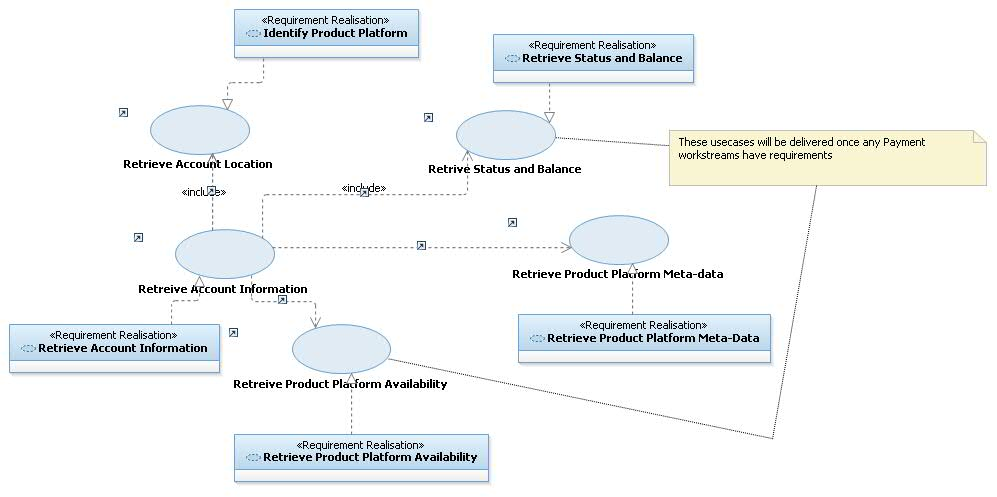 «Requirement Realisation»
Identify Product Platform
«Requirement Realisation»
Retrieve Status and Balance
Retrieve Account Location
Retrive Status and Balance
These usecases will be delivered once any Payment
workstreams have requirements
«include»
«include»
Retreive Account Information
Retrieve Product Platform Meta-data
«Requirement Realisation»
Retrieve Account Information
«Requirement Realisation»
Retrieve Product Platform Meta-Data
Retreive Product Platform Availability
«Requirement Realisation»
Retrieve Product Platform Availability